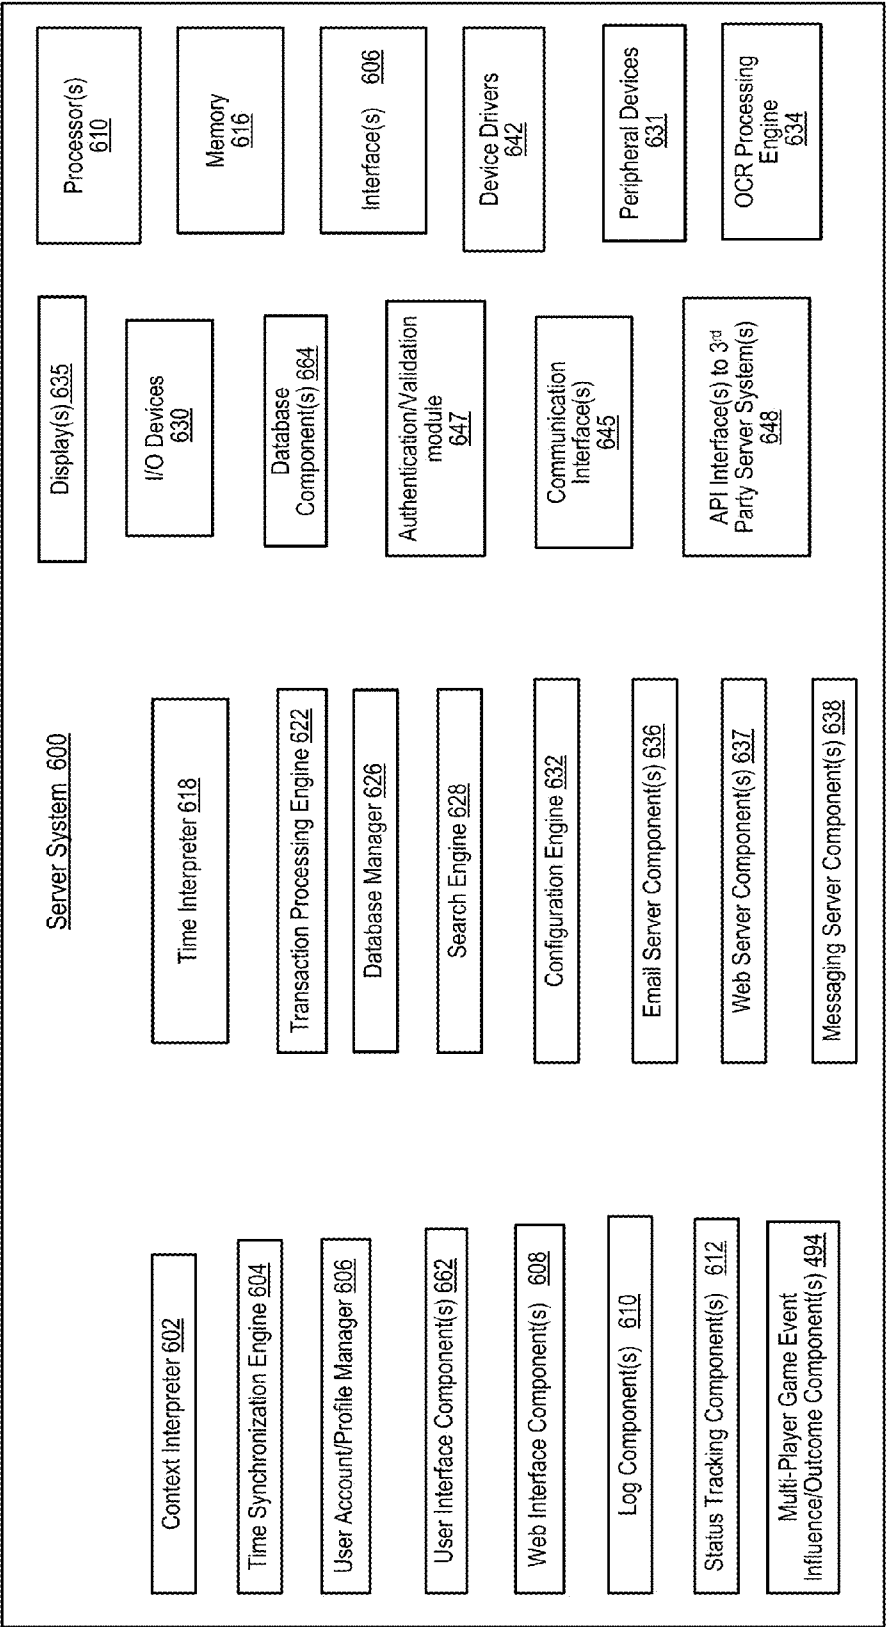 Server System 600
Context Interpreter 602
Time Synchronization Engine 604
User Account/Profile Manager 606
User Interface Component(s) 662
Web Interface Component(s) 608
Log Component(s) 610
Status Tracking Component(s) 612
Multi-Player Game Event
Influence/Outcome Component(s) 494
Time Interpreter 618
Transaction Processing Engine 622
Database Manager 626
Search Engine 628
Configuration Engine 632
Email Server Component(s) 636
Web Server Component(s) 637
Messaging Server Component(s) 638
Display(s) 635
I/O Devices
630
Database
Component(s) 664
Authentication/Validation
module
647
Communication
Interface(s)
645
API Interface(s) to 3rd
Party Server System(s)
648
Processor(s)
610
Memory
616
Interface(s) 606
Device Drivers
642
Peripheral Devices
631
OCR Processing
Engine
634